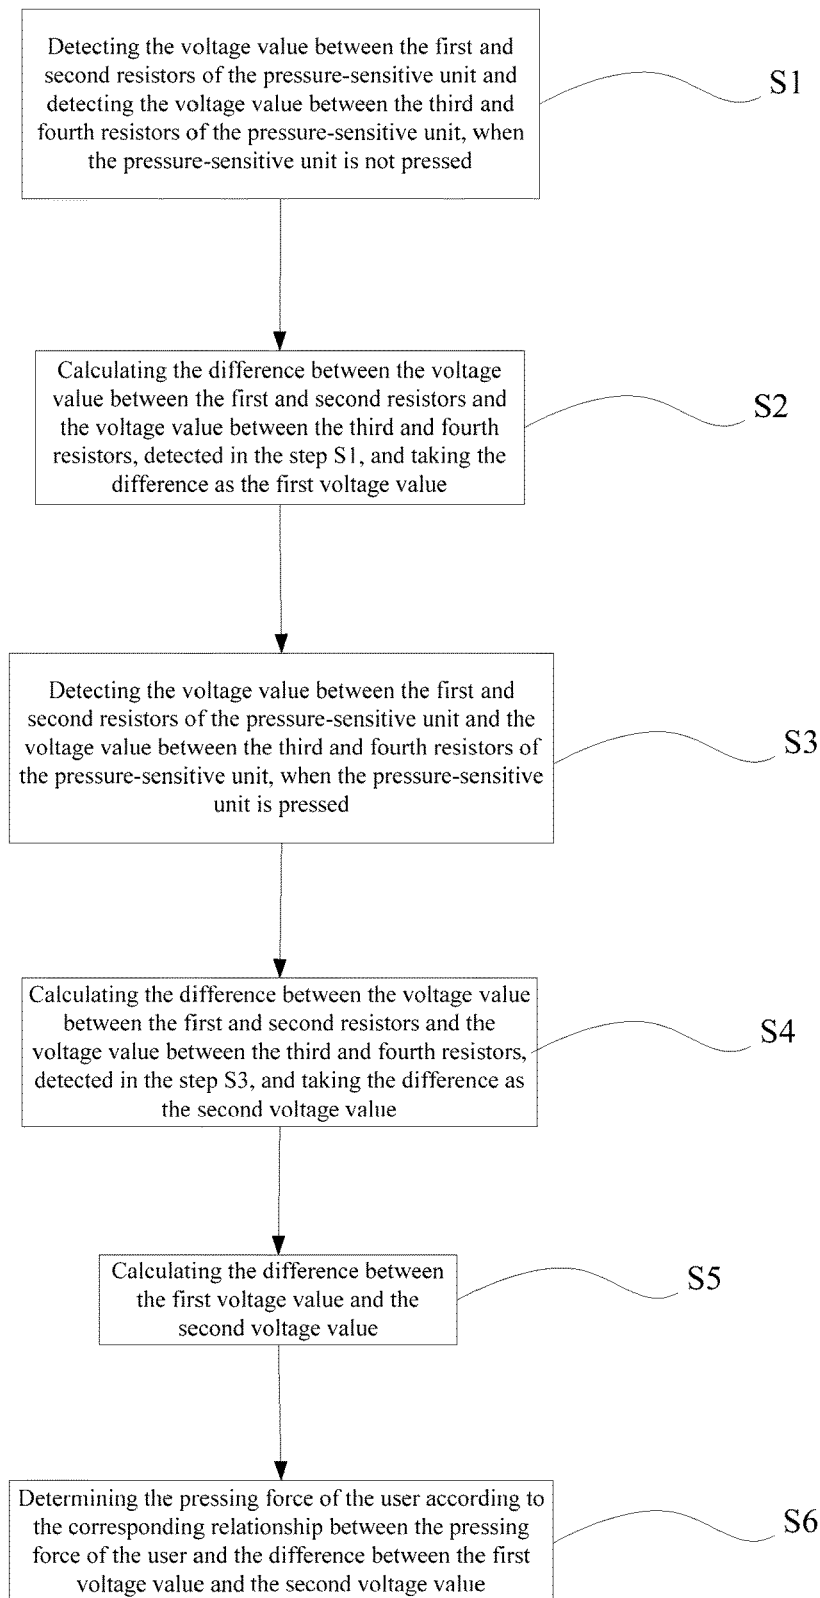 Detecting the voltage value between the first and
second resistors of the pressure-sensitive unit and
detecting the voltage value between the third and
fourth resistors of the pressure-sensitive unit, when
the pressure-sensitive unit is not pressed
S1
Calculating the difference between the voltage
value between the first and second resistors and
the voltage value between the third and fourth
resistors, detected in the step S1, and taking the
difference as the first voltage value
S2
Detecting the voltage value between the first and
second resistors of the pressure-sensitive unit and the
voltage value between the third and fourth resistors of
the pressure-sensitive unit, when the pressure-sensitive
unit is pressed
S3
Calculating the difference between the voltage value
between the first and second resistors and the
voltage value between the third and fourth resistors,
detected in the step S3, and taking the difference as
the second voltage value
S4
Calculating the difference between
the first voltage value and the
second voltage value
S5
Determining the pressing force of the user according to
the corresponding relationship between the pressing
force of the user and the difference between the first
voltage value and the second voltage value
S6